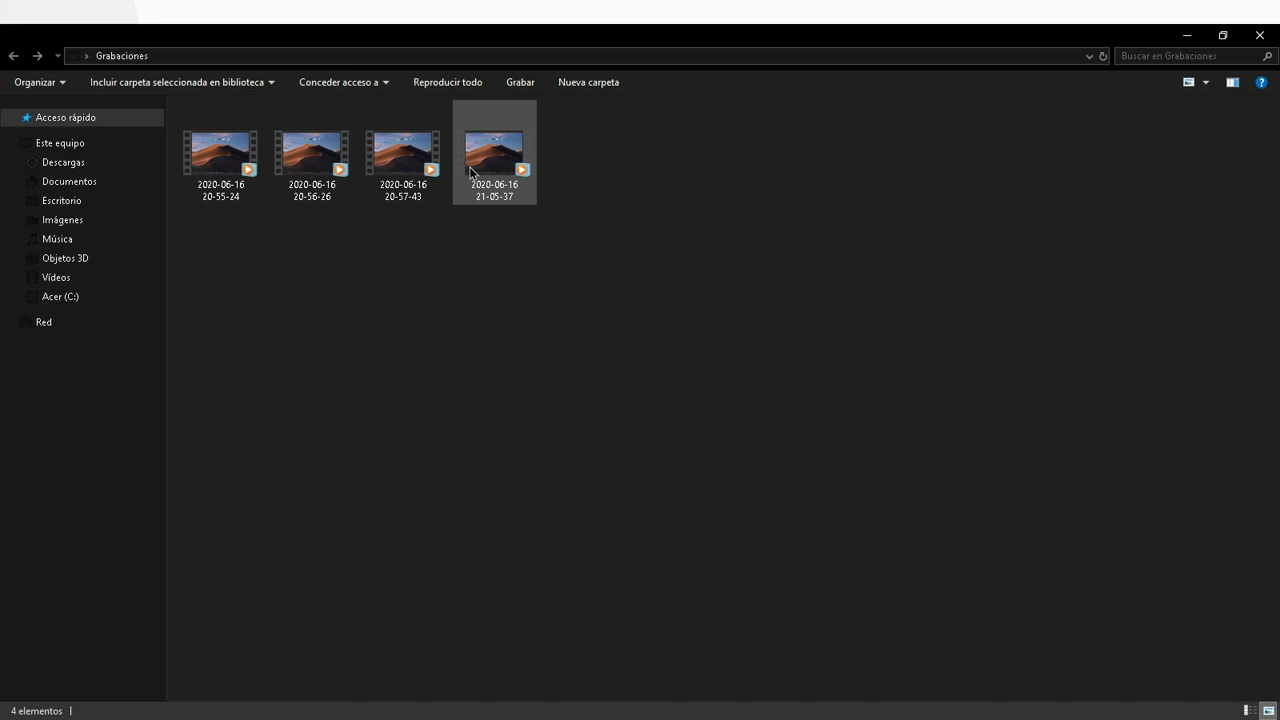 Grabaciones
Buscar en Grabaciones
Organizar
Incluir carpeta seleccionada en biblioteca
Conceder acceso a
Reproducir todo
Grabar
Nueva carpeta
Acceso rápido
Este equipo
Descargas
Documentos
Escritorio
Imágenes
Música
Objetos 3D
Vídeos
Acer (C:)
Red
2020-06-16
20-55-24
2020-06-16
20-56-26
2020-06-16
20-57-43
2020-06-16
21-05-37
4 elementos